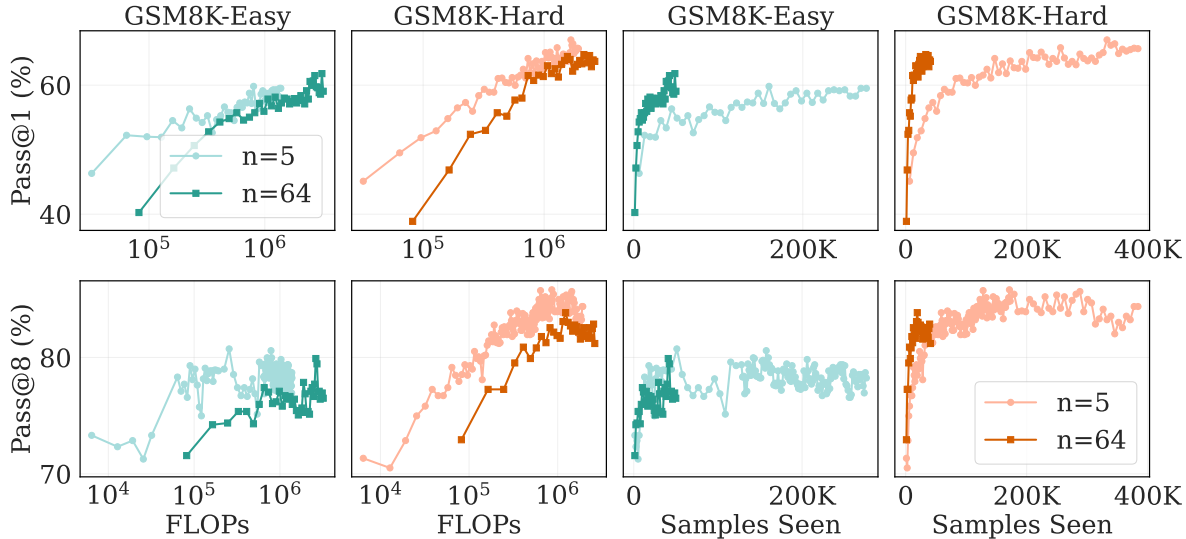 GSM8K-Easy GSM8K-Hard GSM8K-Easy GSM8K-Hard
Pass@1 (%)
60
40
n=5
n=64
10^5 10^6 10^5 10^6 0 200K 0 200K 400K
Pass@8 (%)
80
70
n=5
n=64
10^4 10^5 10^6 10^4 10^5 10^6 0 200K 0 200K 400K
FLOPs FLOPs Samples Seen Samples Seen